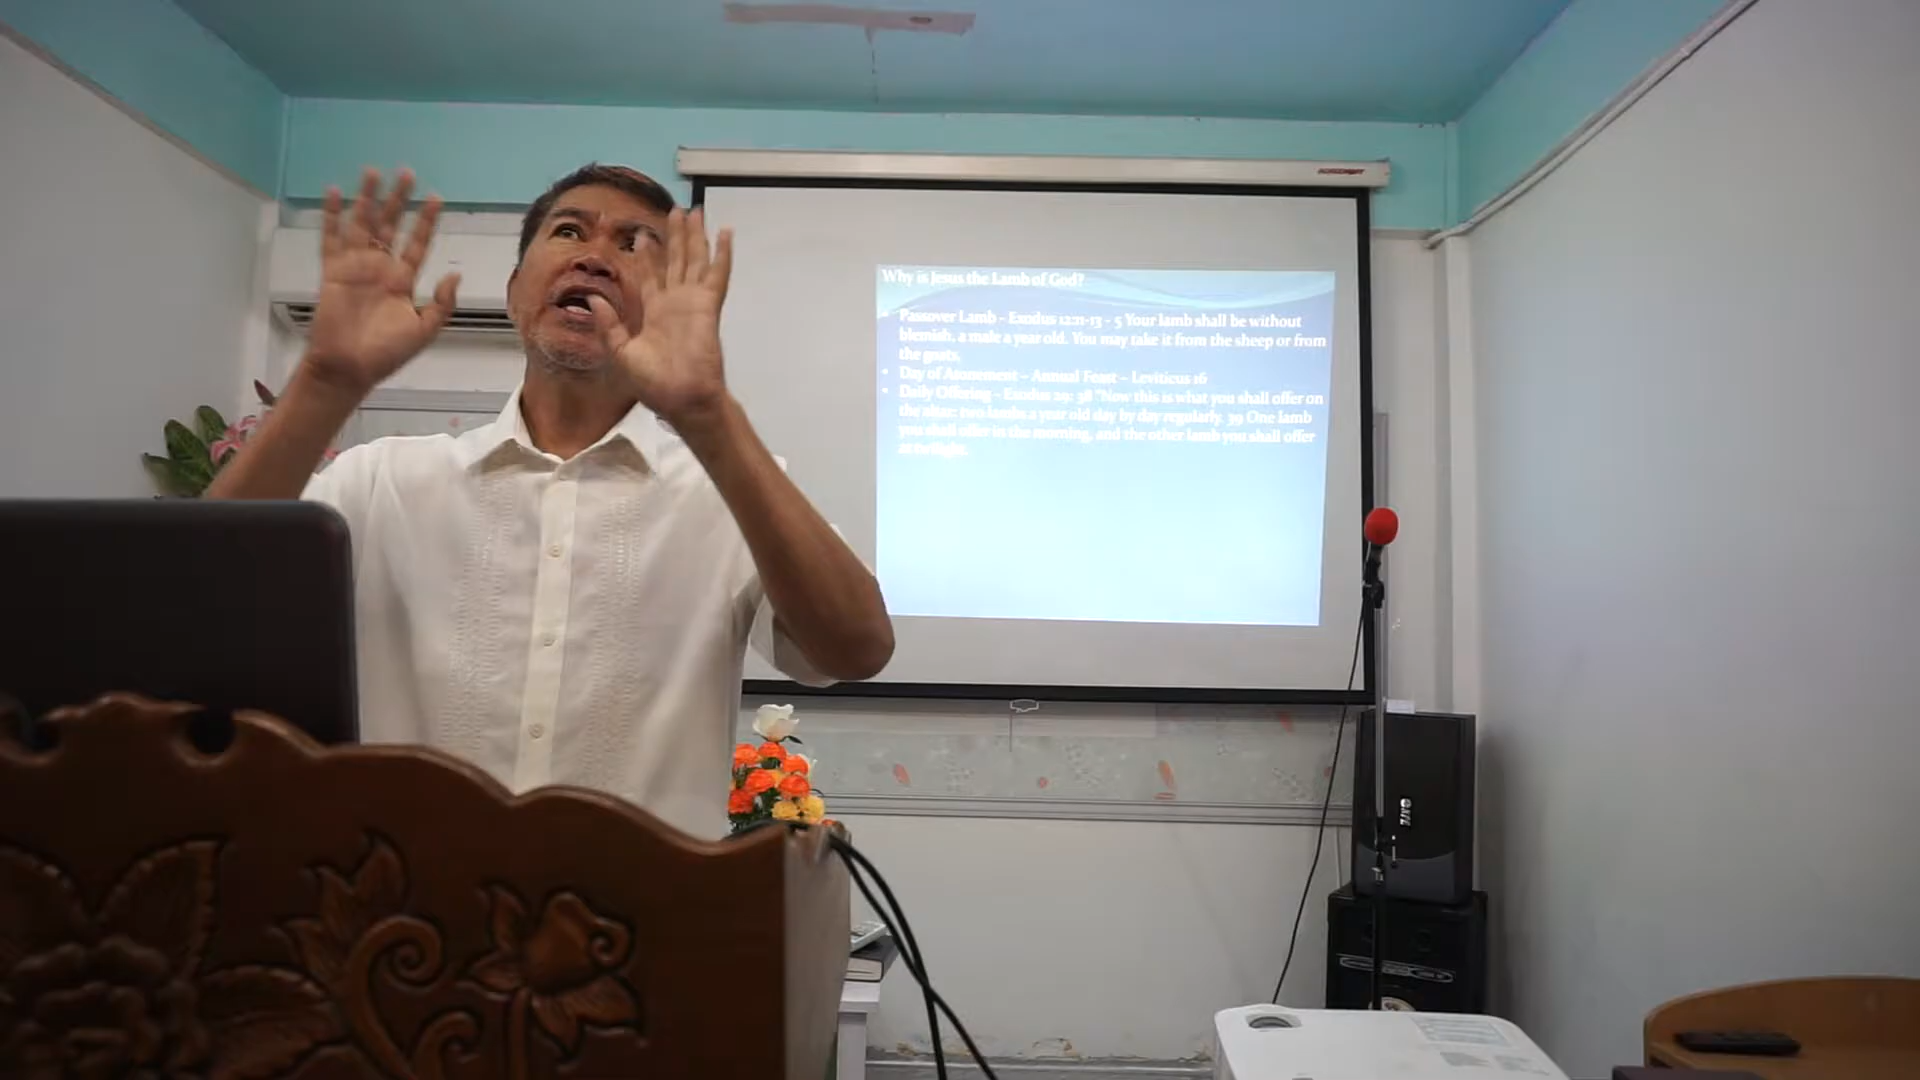 Why is Jesus the Lamb of God?
Passover Lamb - Exodus 12:1-13 - 5 Your lamb shall be without
blemish, a male a year old. You may take it from the sheep or from
the goats,
• Day of Atonement - Annual Feast - Leviticus 16
• Daily Offering - Exodus 29: 38 "Now this is what you shall offer on
the altar: two lambs a year old day by day regularly. 39 One lamb
you shall offer in the morning, and the other lamb you shall offer
at twilight.